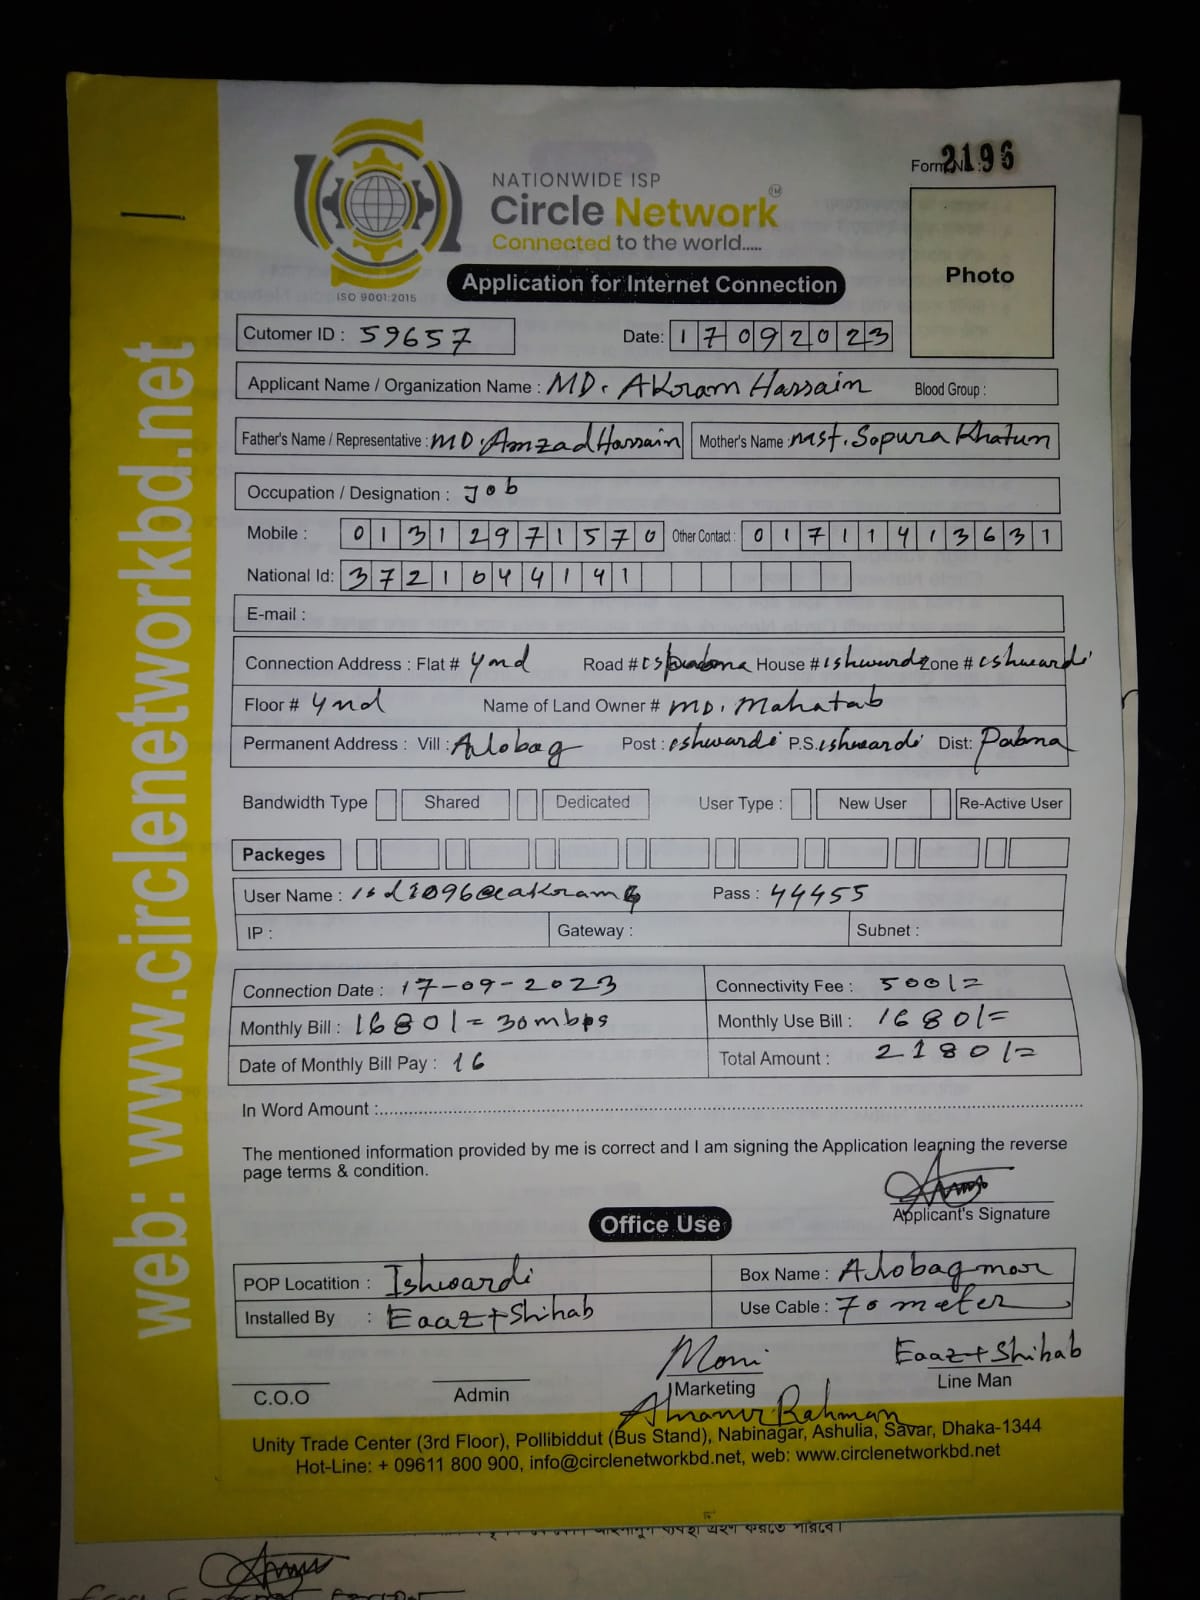 NATIONWIDE ISP
Circle Network TM
Connected to the world.....
ISO 9001:2015
Form No : 2196
Photo
Application for Internet Connection
Cutomer ID : 59657 Date: 17092023
Applicant Name / Organization Name : MD. AKoram Hassain Blood Group :
Father's Name / Representative : MD. Amzad Hassain Mother's Name : Mst. Sopura Khatun
Occupation / Designation : Job
Mobile : 01312971570 Other Contact : 01711413631
National Id: 3721044141
E-mail :
Connection Address : Flat # 4nd Road # House # ishwardi Zone # eshwardi
Floor # 4nd Name of Land Owner # MD. Mahatab
Permanent Address : Vill : Alobag Post : eshwardi P.S. ishwardi Dist: Pabna
Bandwidth Type Shared Dedicated User Type : New User Re-Active User
Packeges
User Name : Pass : 44455
IP : Gateway : Subnet :
Connection Date : 17-09-2023 Connectivity Fee : 500/=
Monthly Bill : 1680/= 30mbps Monthly Use Bill : 1680/=
Date of Monthly Bill Pay : 16 Total Amount : 2180/=
In Word Amount :
The mentioned information provided by me is correct and I am signing the Application learning the reverse
page terms & condition.
Applicant's Signature
Office Use
POP Locatition : Ishwardi Box Name : Alobag mor
Installed By : Eaaz+Shihab Use Cable : 70 meter
Moni Eaaz+Shihab
C.O.O Admin Marketing Line Man
Rahman
Unity Trade Center (3rd Floor), Pollibiddut (Bus Stand), Nabinagar, Ashulia, Savar, Dhaka-1344
Hot-Line: + 09611 800 900, info@circlenetworkbd.net, web: www.circlenetworkbd.net
web: www.circlenetworkbd.net